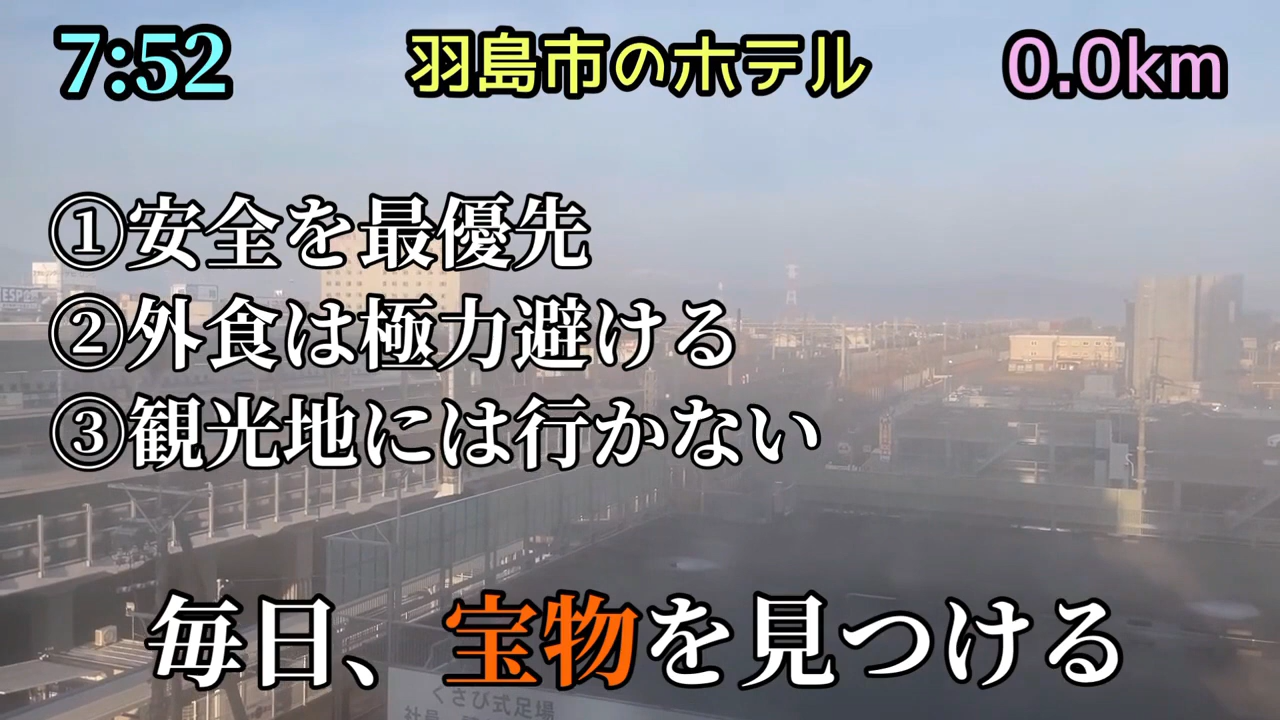 7:52 羽島市のホテル 0.0km
①安全を最優先
②外食は極力避ける
③観光地には行かない
毎日、宝物を見つける
くさび式足場